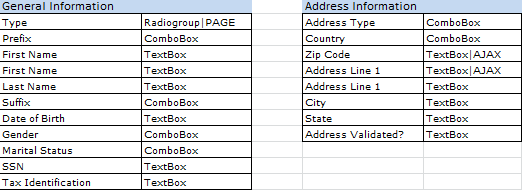 General Information
Type Radiogroup|PAGE
Prefix ComboBox
First Name TextBox
First Name TextBox
Last Name TextBox
Suffix ComboBox
Date of Birth TextBox
Gender ComboBox
Marital Status ComboBox
SSN TextBox
Tax Identification TextBox
Address Information
Address Type ComboBox
Country ComboBox
Zip Code TextBox|AJAX
Address Line 1 TextBox|AJAX
Address Line 1 TextBox
City TextBox
State TextBox
Address Validated? TextBox